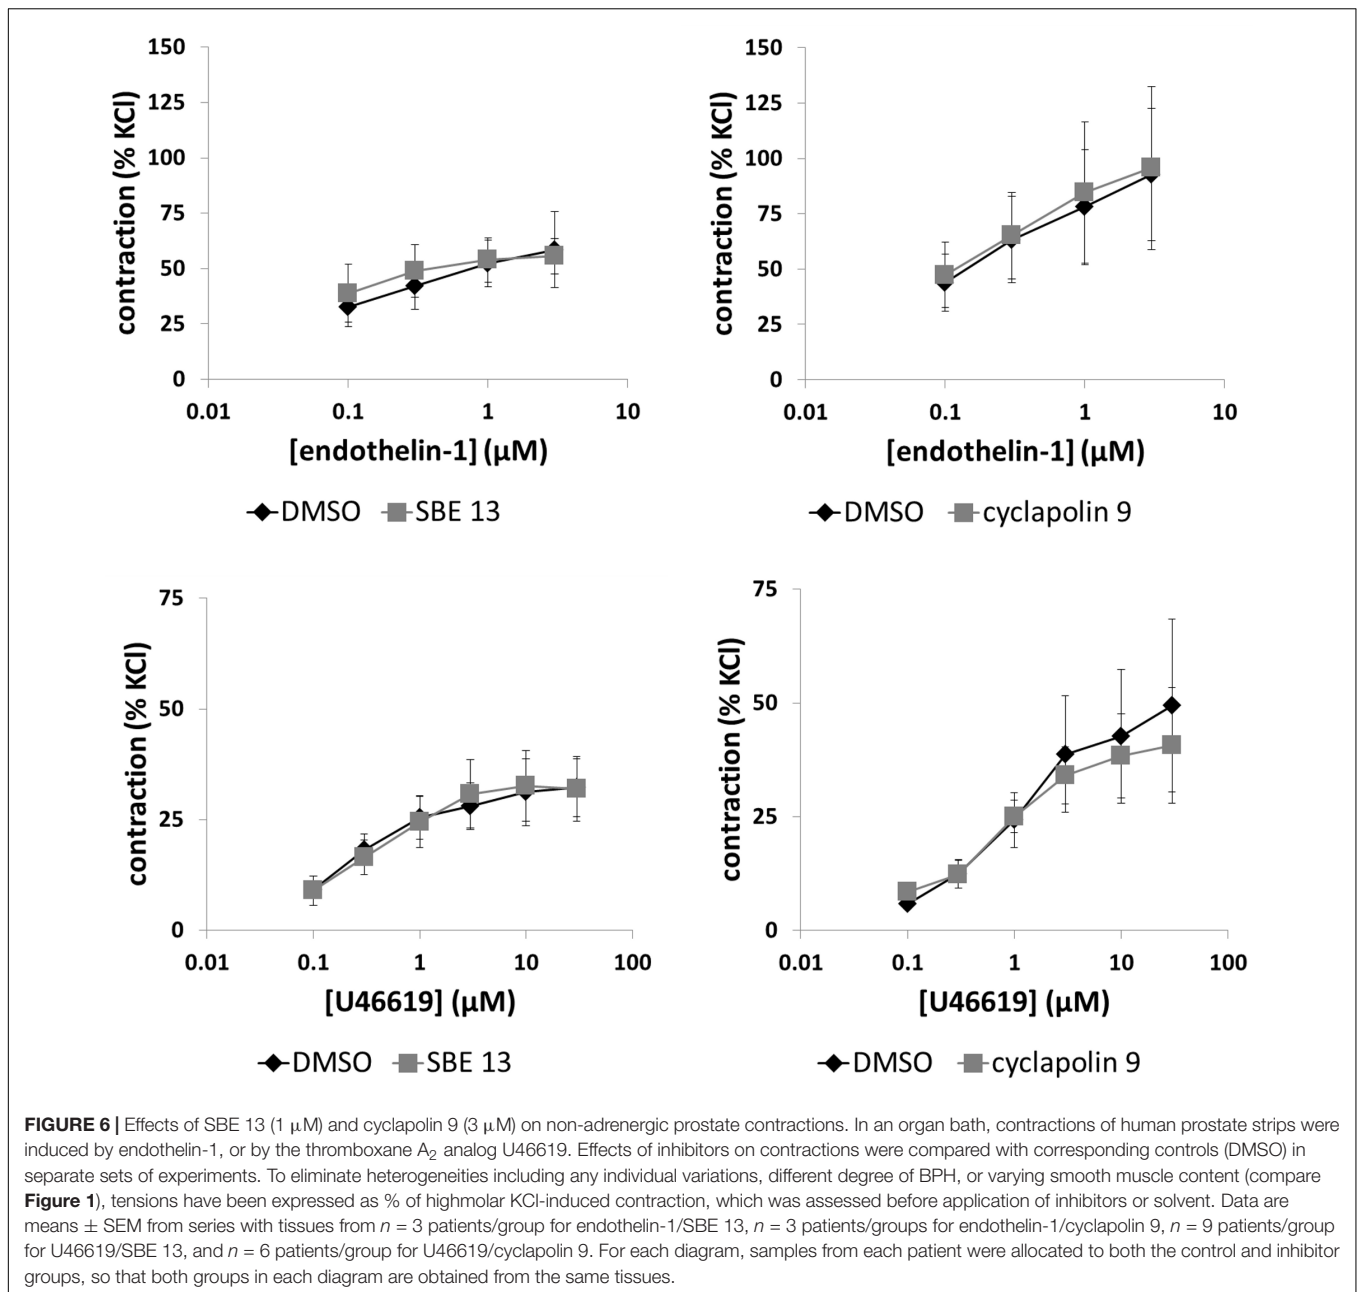 150
125
100
75
50
25
0
contraction (% KCl)
0.01 0.1 1 10
[endothelin-1] (μM)
DMSO SBE 13
150
125
100
75
50
25
0
contraction (% KCl)
0.01 0.1 1 10
[endothelin-1] (μM)
DMSO cyclapolin 9
75
50
25
0
contraction (% KCl)
0.01 0.1 1 10 100
[U46619] (μM)
DMSO SBE 13
75
50
25
0
contraction (% KCl)
0.01 0.1 1 10 100
[U46619] (μM)
DMSO cyclapolin 9
FIGURE 6 | Effects of SBE 13 (1 μM) and cyclapolin 9 (3 μM) on non-adrenergic prostate contractions. In an organ bath, contractions of human prostate strips were
induced by endothelin-1, or by the thromboxane A₂ analog U46619. Effects of inhibitors on contractions were compared with corresponding controls (DMSO) in
separate sets of experiments. To eliminate heterogeneities including any individual variations, different degree of BPH, or varying smooth muscle content (compare
Figure 1), tensions have been expressed as % of highmolar KCl-induced contraction, which was assessed before application of inhibitors or solvent. Data are
means ± SEM from series with tissues from n = 3 patients/group for endothelin-1/SBE 13, n = 3 patients/groups for endothelin-1/cyclapolin 9, n = 9 patients/group
for U46619/SBE 13, and n = 6 patients/group for U46619/cyclapolin 9. For each diagram, samples from each patient were allocated to both the control and inhibitor
groups, so that both groups in each diagram are obtained from the same tissues.